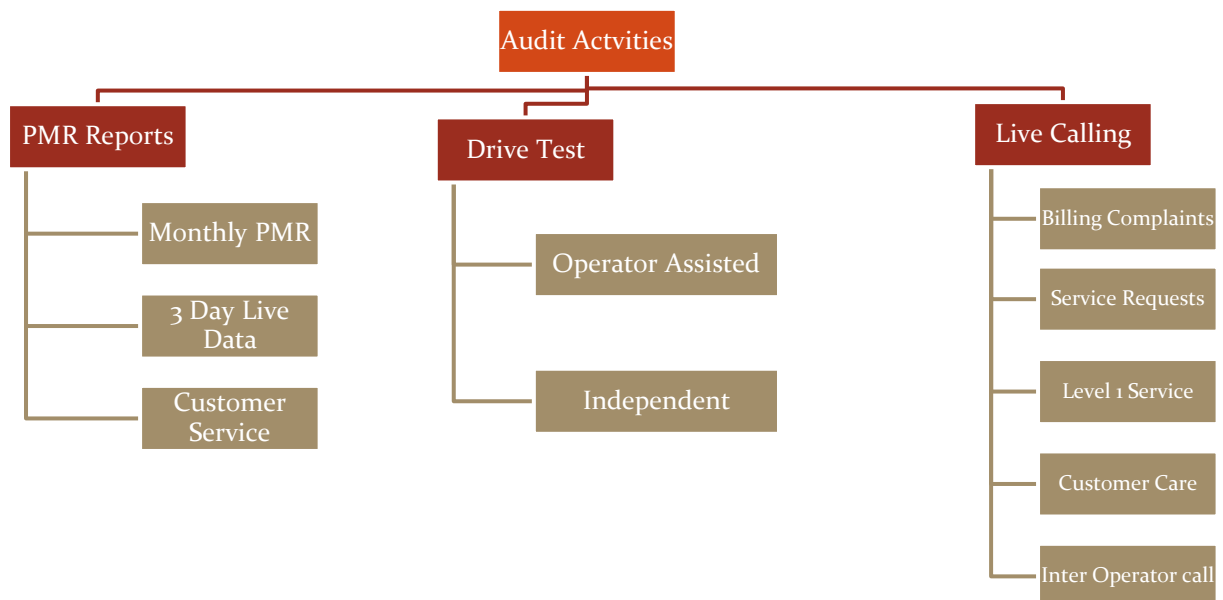 Audit Actvities
PMR Reports
Monthly PMR
3 Day Live
Data
Customer
Service
Drive Test
Operator Assisted
Independent
Live Calling
Billing Complaints
Service Requests
Level 1 Service
Customer Care
Inter Operator call